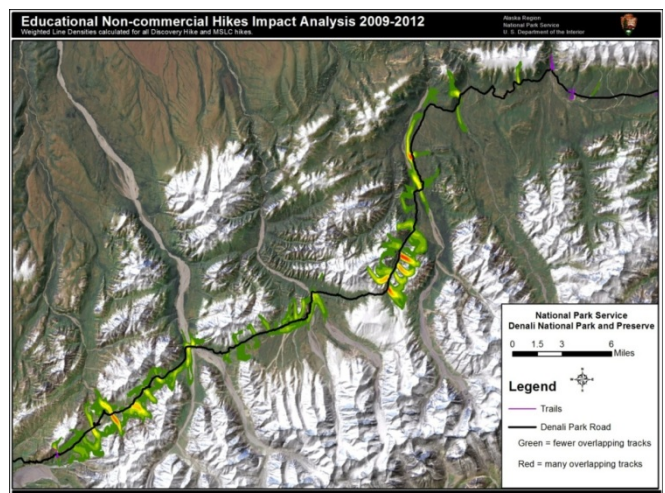 Educational Non-commercial Hikes Impact Analysis 2009-2012
Weighted Line Densities calculated for all Discovery Hike and MSLC hikes.
Alaska Region
National Park Service
U. S. Department of the Interior
National Park Service
Denali National Park and Preserve
0 1.5 3 6
Miles
Legend
Trails
Denali Park Road
Green = fewer overlapping tracks
Red = many overlapping tracks